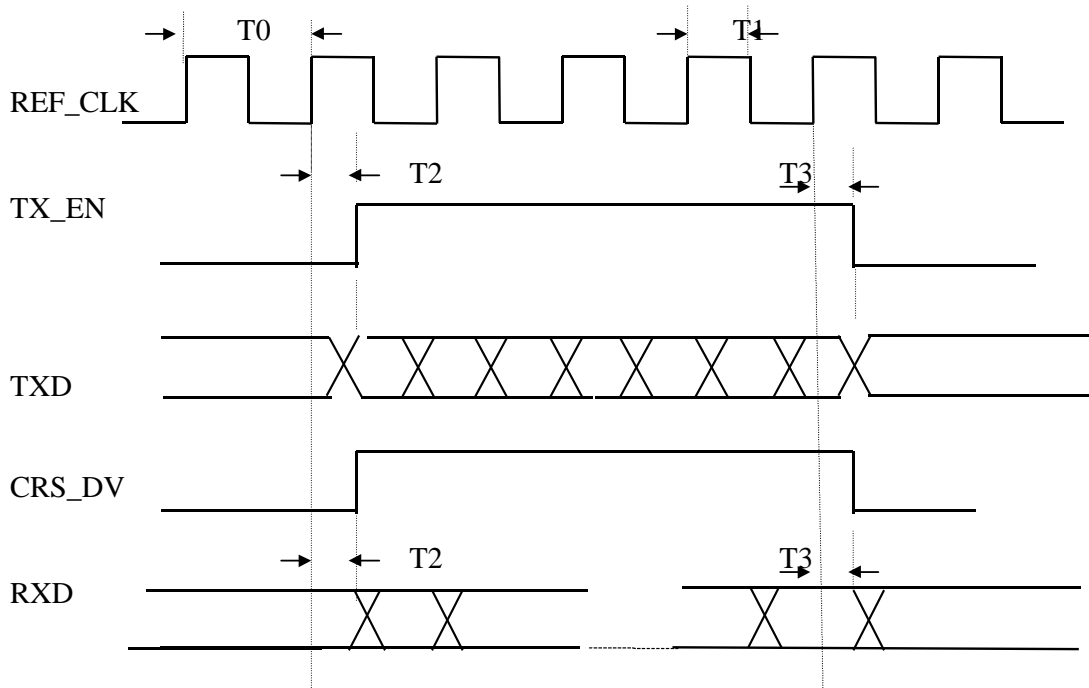 T0 T1
REF_CLK
T2 T3
TX_EN
TXD
CRS_DV
T2 T3
RXD